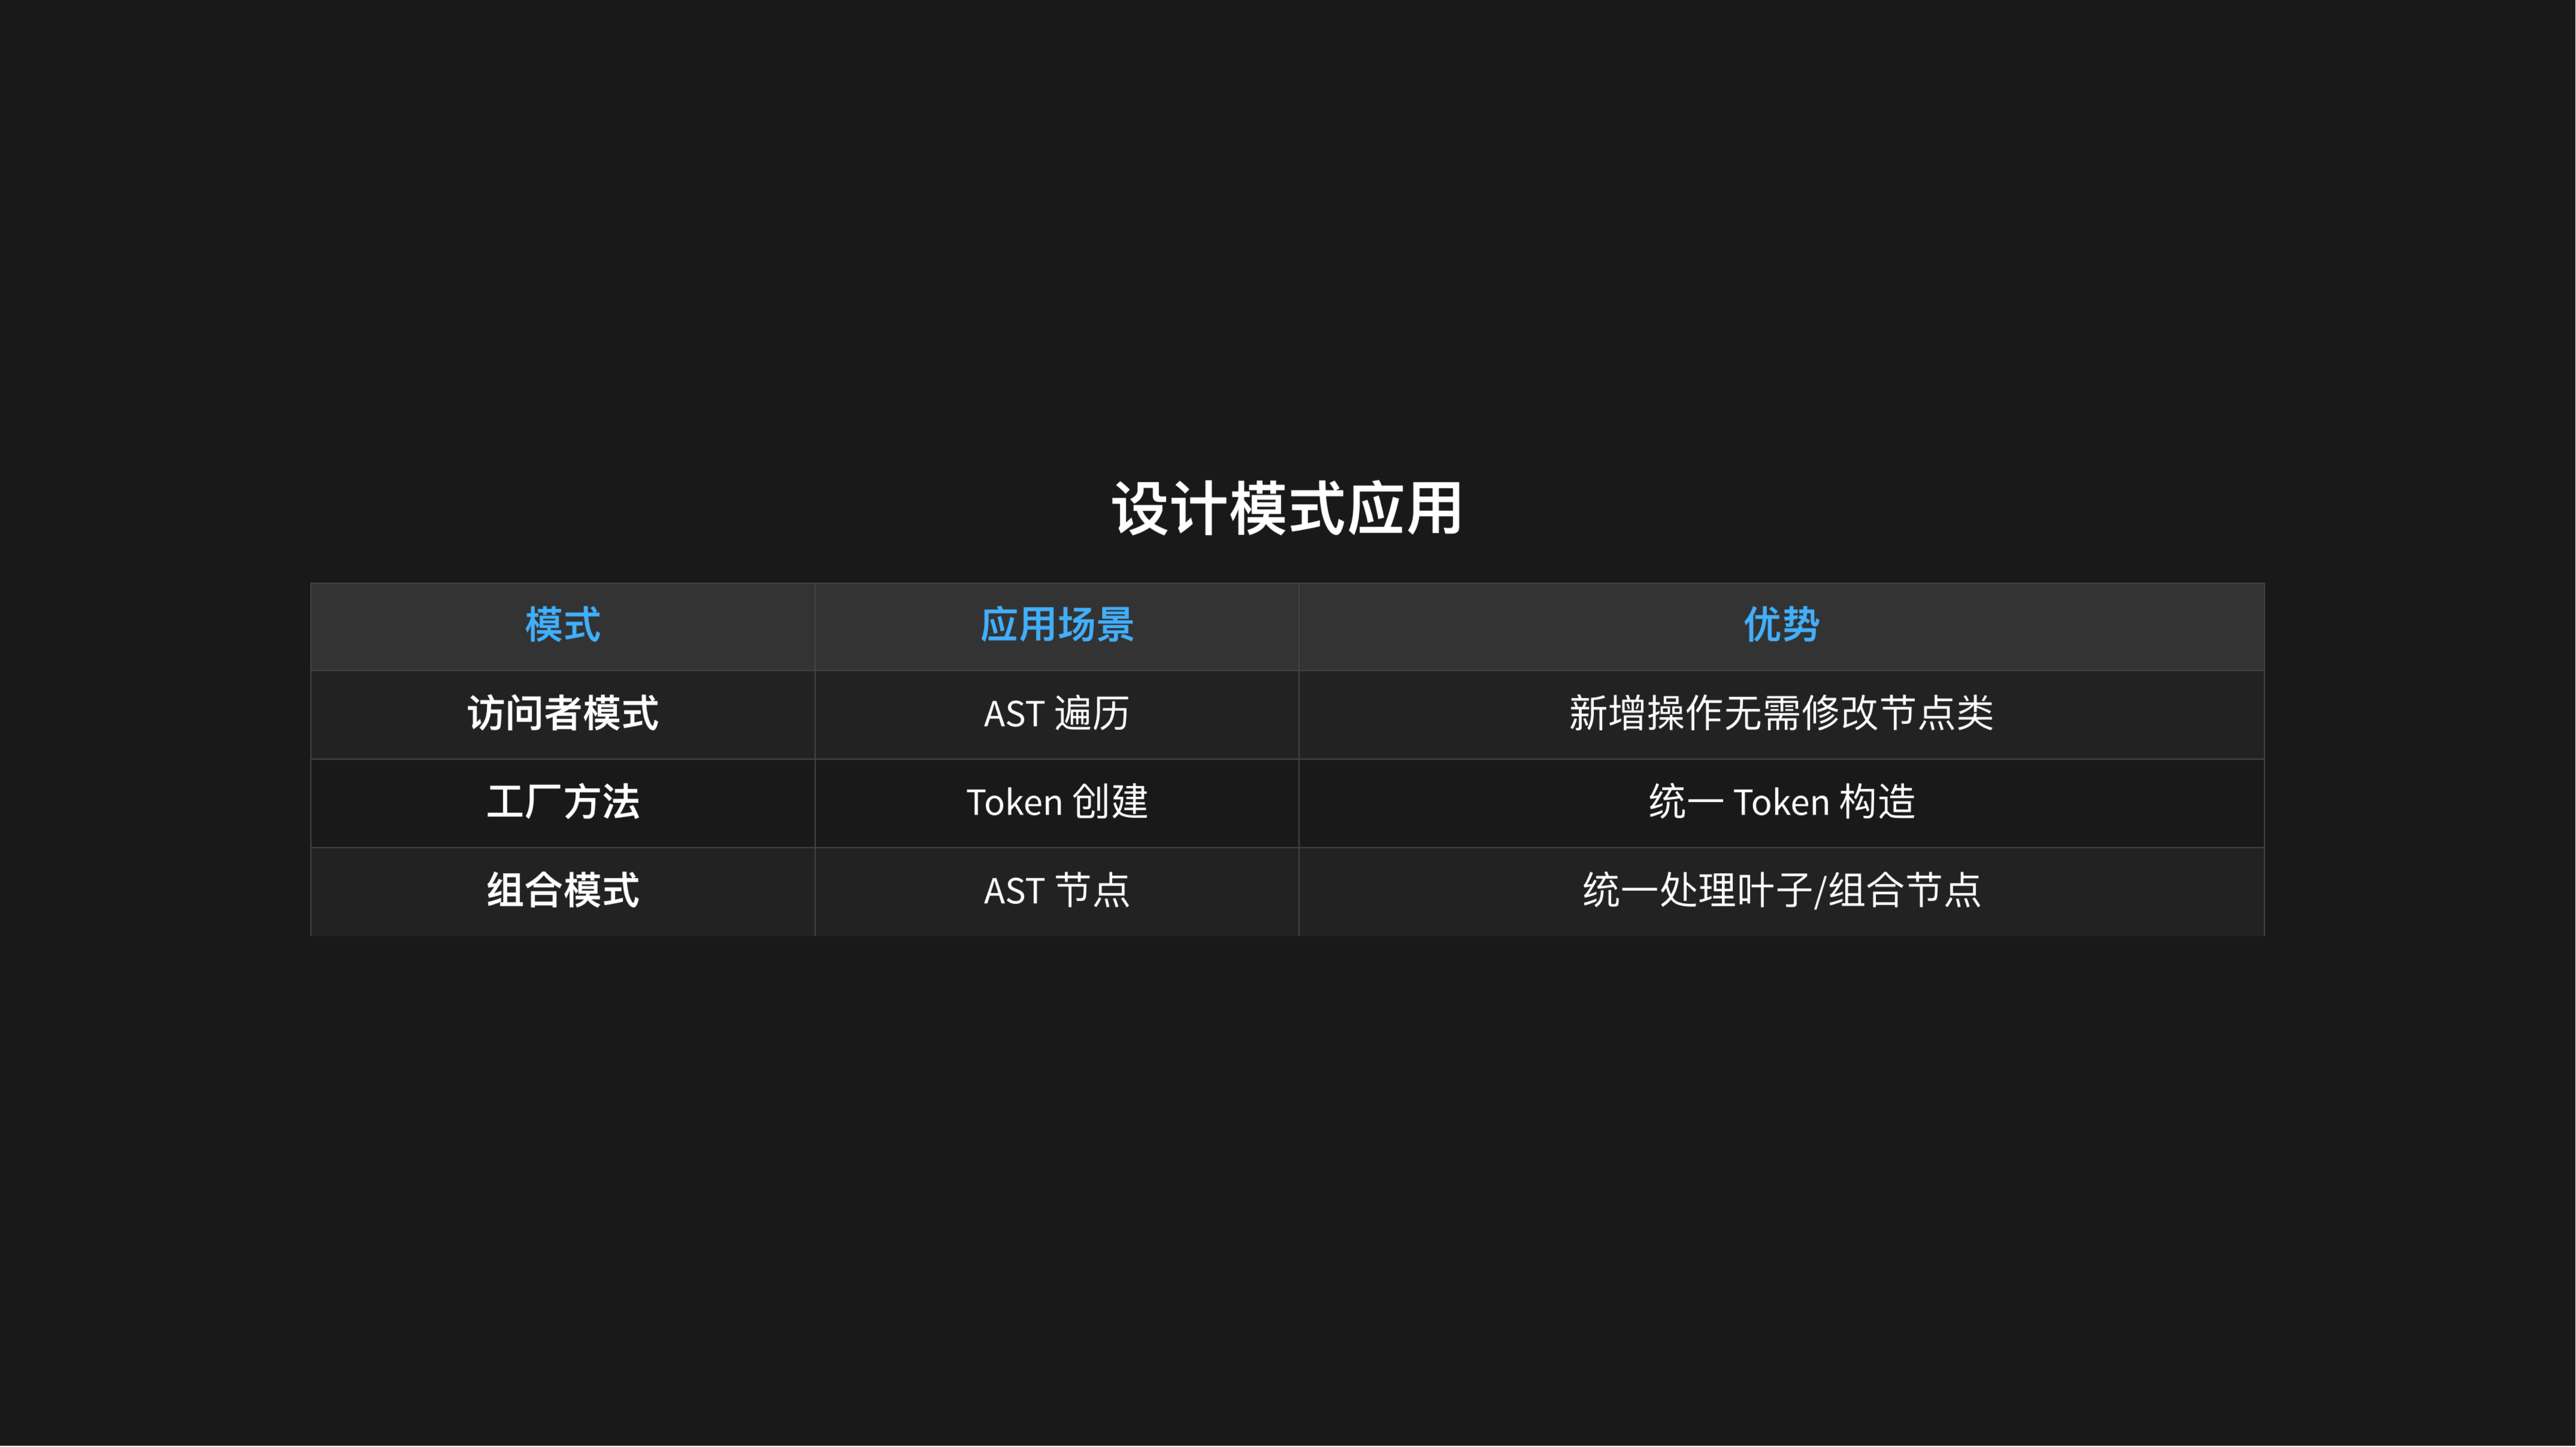 设计模式应用
模式 应用场景 优势
访问者模式 AST 遍历 新增操作无需修改节点类
工厂方法 Token 创建 统一 Token 构造
组合模式 AST 节点 统一处理叶子/组合节点